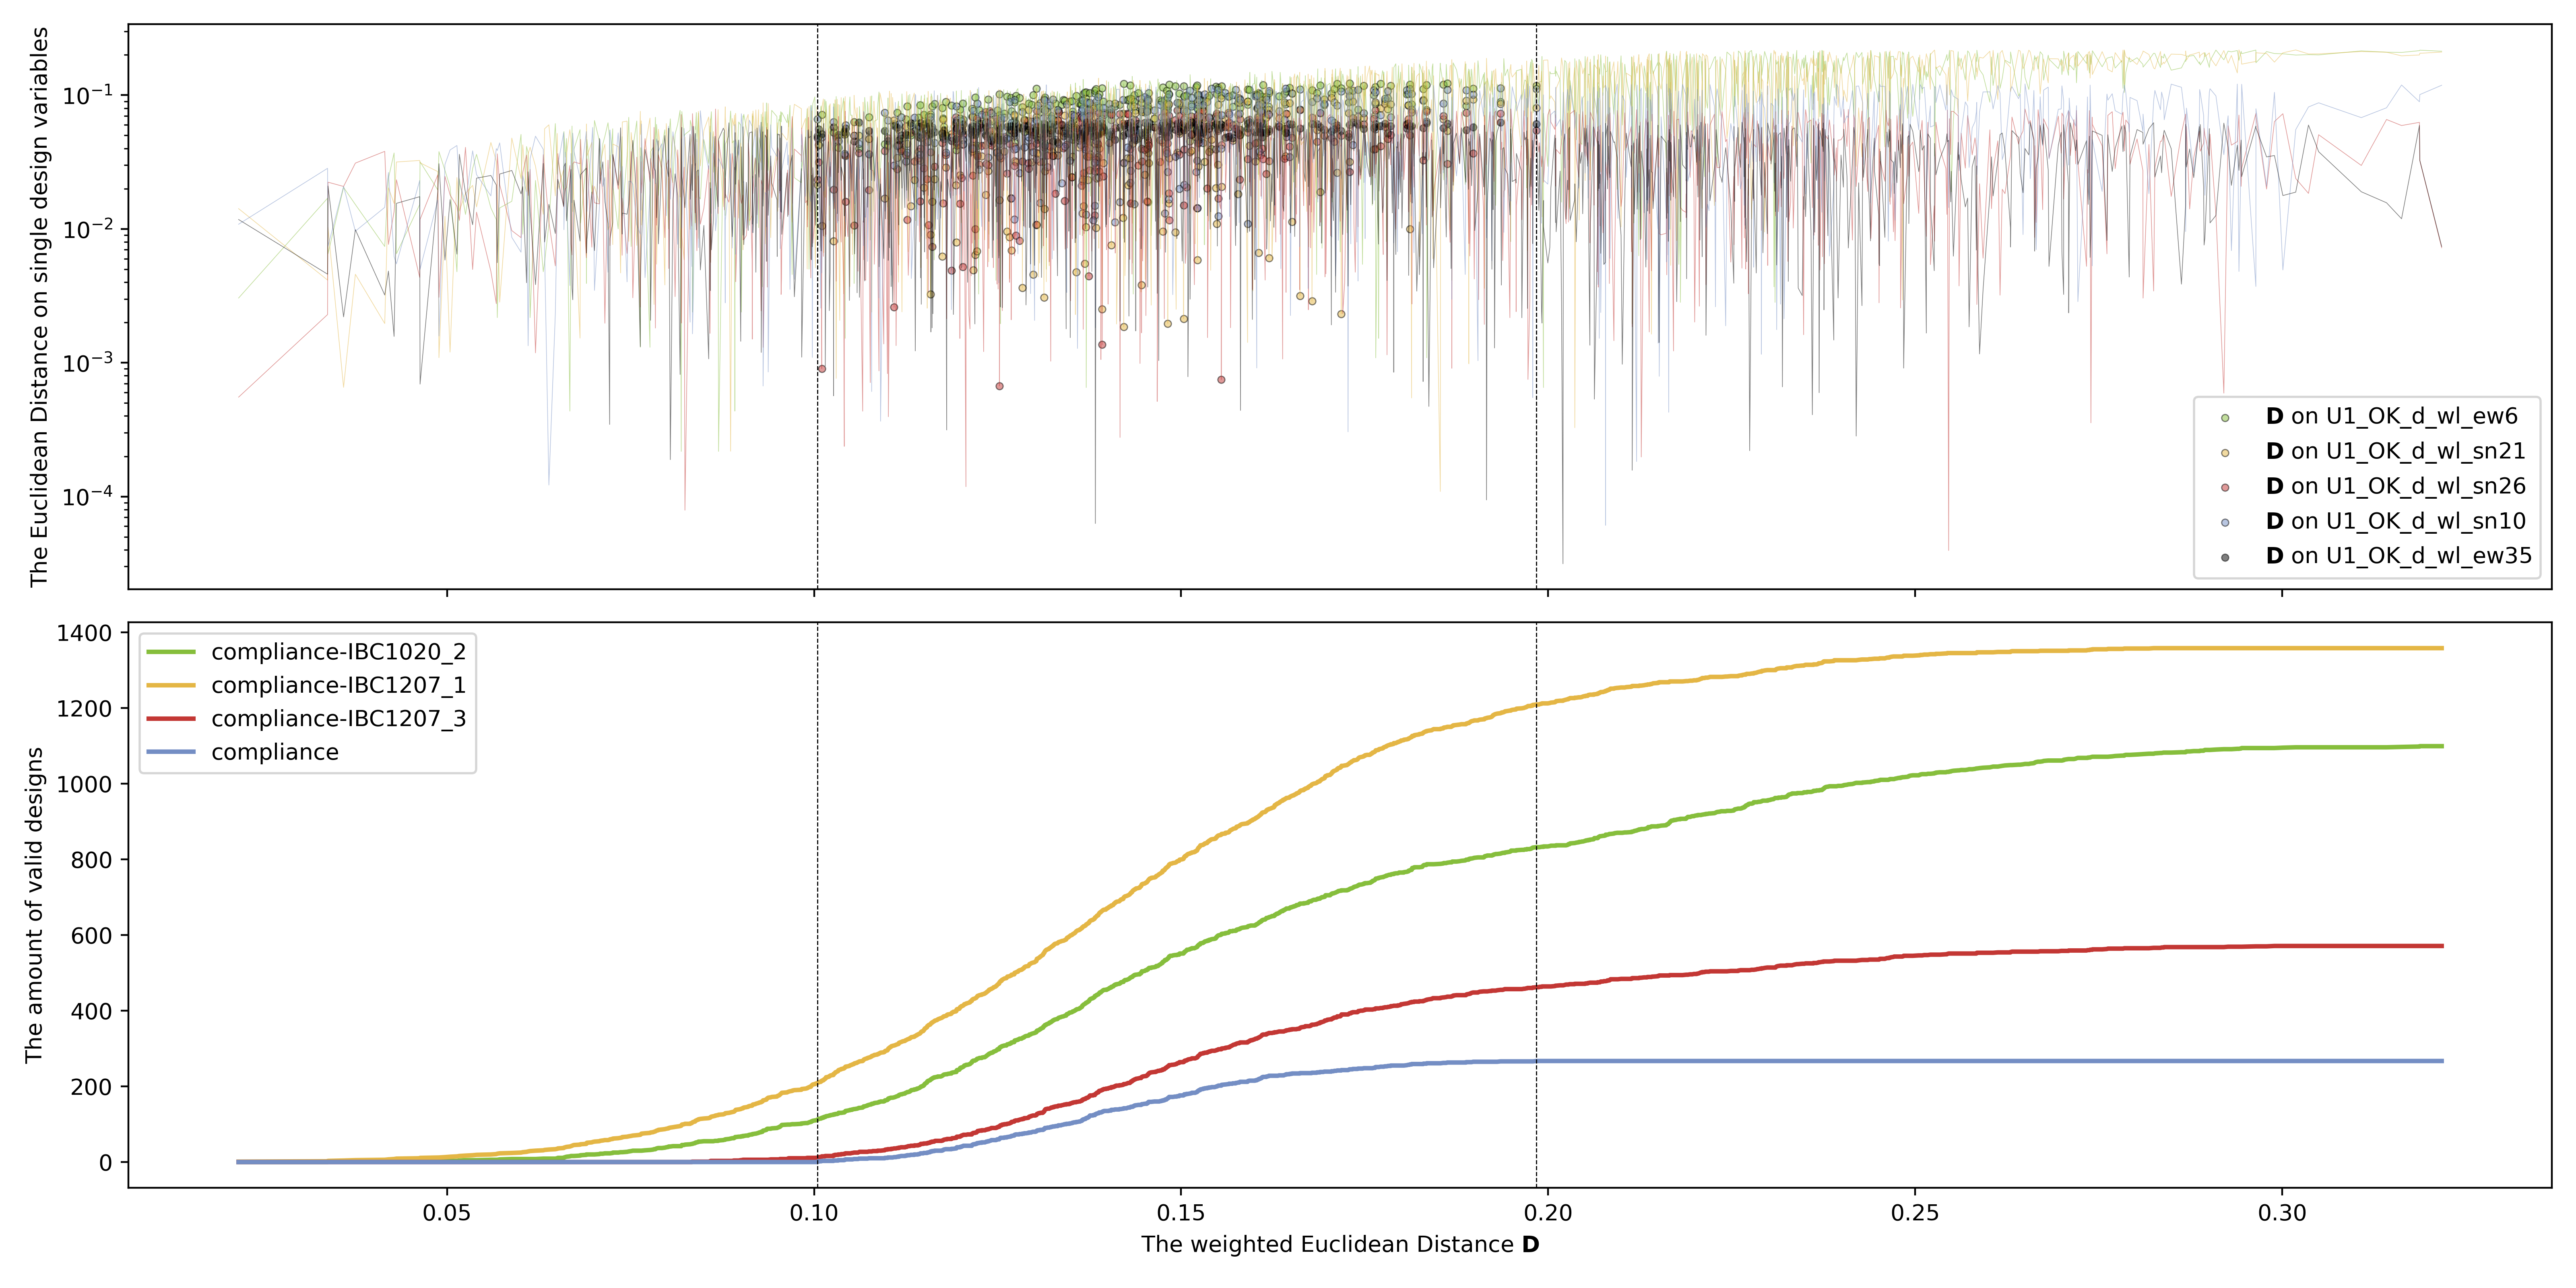 The Euclidean Distance on single design variables
10⁻¹
10⁻²
10⁻³
10⁻⁴
D on U1_OK_d_wl_ew6
D on U1_OK_d_wl_sn21
D on U1_OK_d_wl_sn26
D on U1_OK_d_wl_sn10
D on U1_OK_d_wl_ew35
The amount of valid designs
1400
1200
1000
800
600
400
200
0
compliance-IBC1020_2
compliance-IBC1207_1
compliance-IBC1207_3
compliance
0.05 0.10 0.15 0.20 0.25 0.30
The weighted Euclidean Distance D